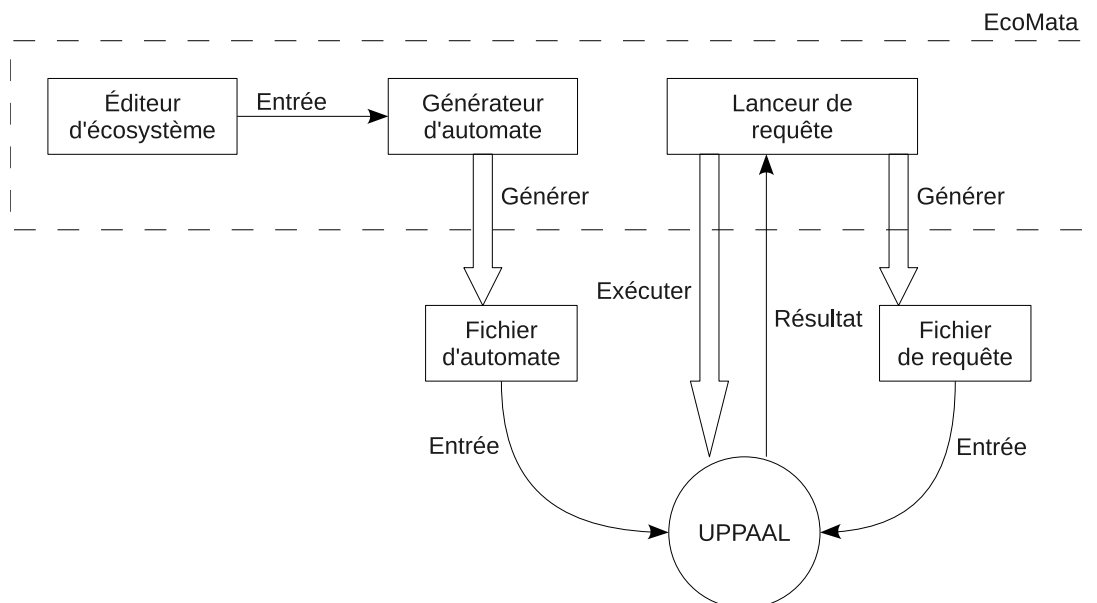 EcoMata
Éditeur
d'écosystème
Entrée
Générateur
d'automate
Lanceur de
requête
Générer
Générer
Exécuter
Résultat
Fichier
d'automate
Fichier
de requête
Entrée
Entrée
UPPAAL